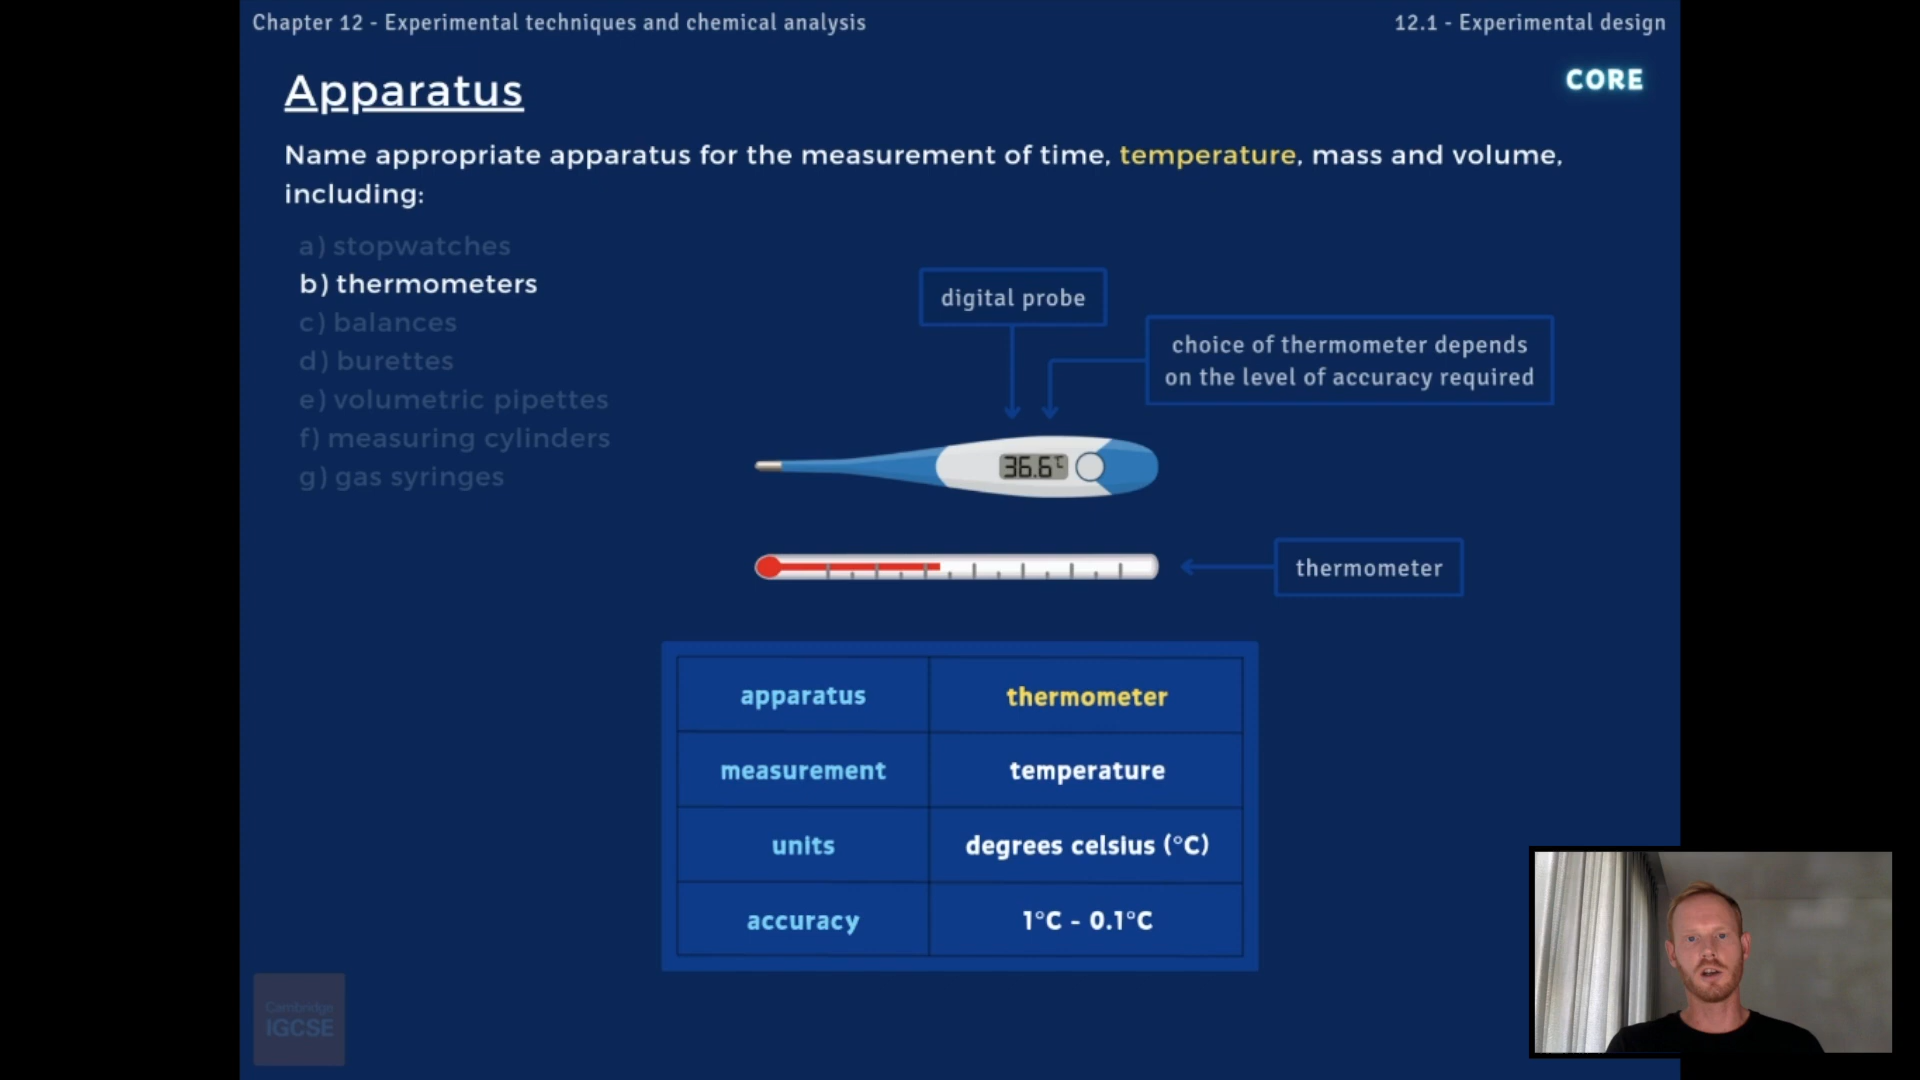 Chapter 12 - Experimental techniques and chemical analysis
12.1 - Experimental design
CORE
Apparatus
Name appropriate apparatus for the measurement of time, temperature, mass and volume,
including:
a) stopwatches
b) thermometers
c) balances
d) burettes
e) volumetric pipettes
f) measuring cylinders
g) gas syringes
digital probe
choice of thermometer depends
on the level of accuracy required
36.6℃
thermometer
apparatus thermometer
measurement temperature
units degrees celsius (°C)
accuracy 1°C - 0.1°C
Cambridge
IGCSE